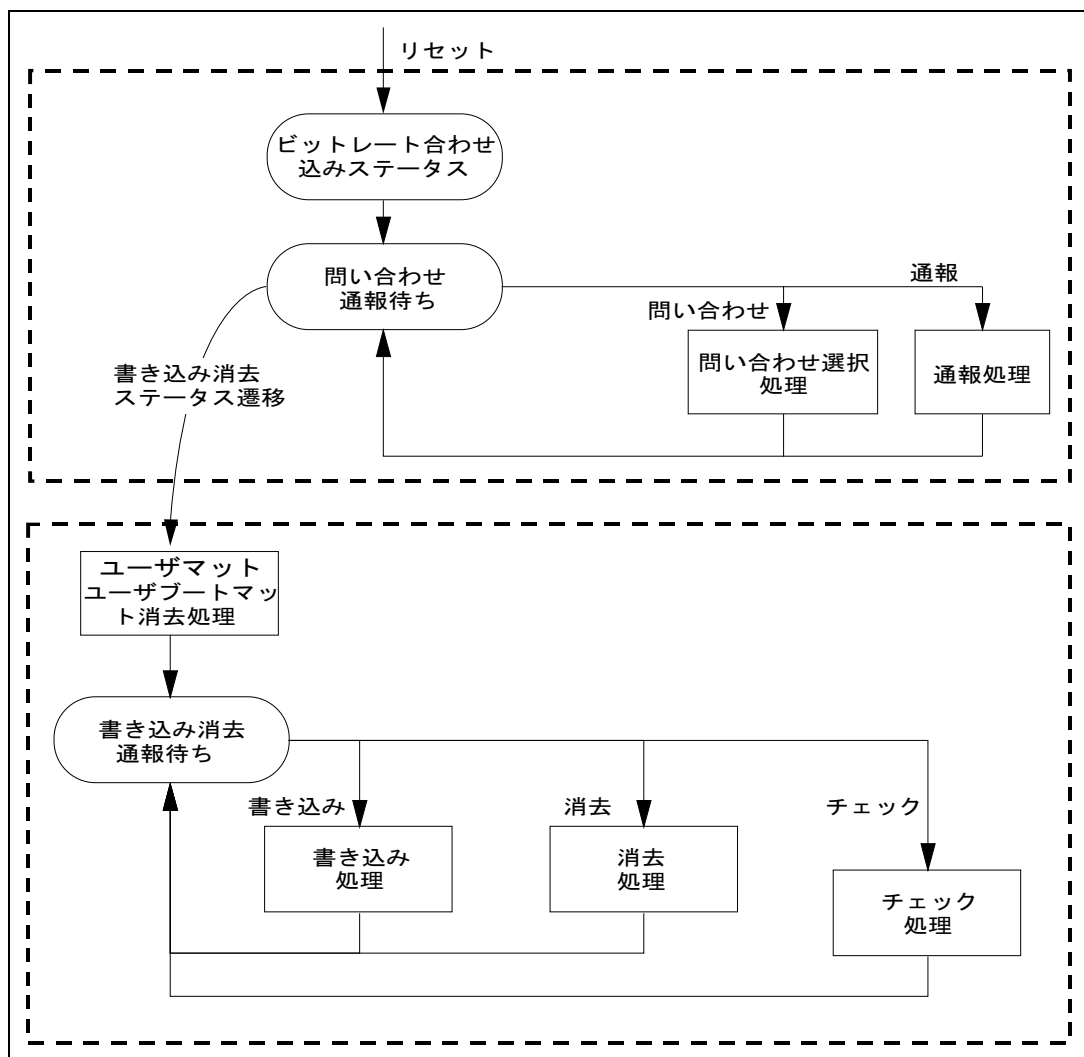 リセット
ビットレート合わせ
込みステータス
問い合わせ
通報待ち
通報
問い合わせ
問い合わせ選択
処理
通報処理
書き込み消去
ステータス遷移
ユーザマット
ユーザブートマッ
ト消去処理
書き込み消去
通報待ち
書き込み
消去
チェック
書き込み
処理
消去
処理
チェック
処理